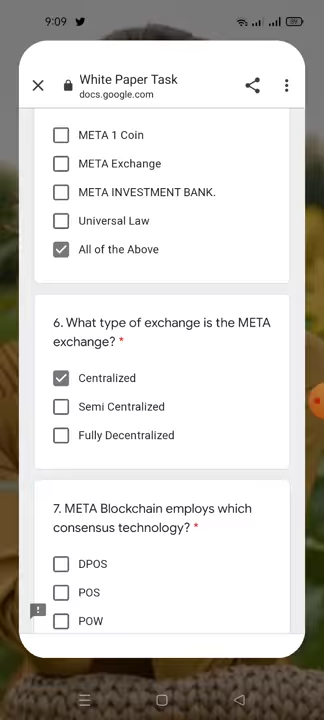 9:09
White Paper Task
docs.google.com
META 1 Coin
META Exchange
META INVESTMENT BANK.
Universal Law
All of the Above
6. What type of exchange is the META
exchange? *
Centralized
Semi Centralized
Fully Decentralized
7. META Blockchain employs which
consensus technology? *
DPOS
POS
POW